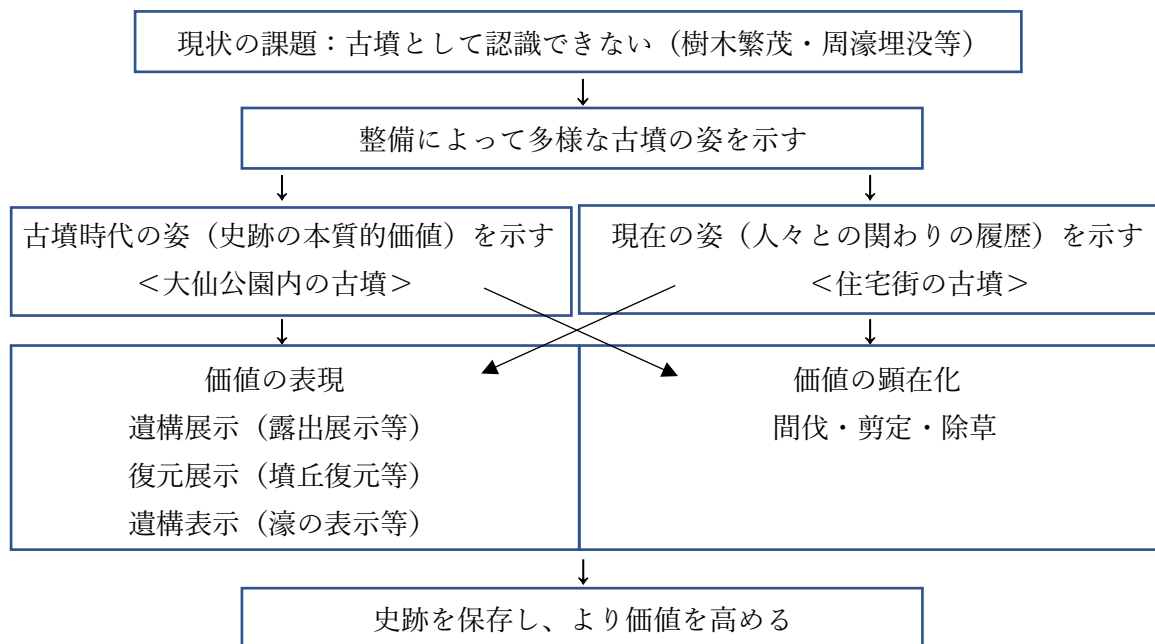 現状の課題：古墳として認識できない（樹木繁茂・周濠埋没等）
↓
整備によって多様な古墳の姿を示す
↓
↓
古墳時代の姿（史跡の本質的価値）を示す
＜大仙公園内の古墳＞
現在の姿（人々との関わりの履歴）を示す
＜住宅街の古墳＞
↓
↓
価値の表現
遺構展示（露出展示等）
復元展示（墳丘復元等）
遺構表示（濠の表示等）
価値の顕在化
間伐・剪定・除草
↓
史跡を保存し、より価値を高める